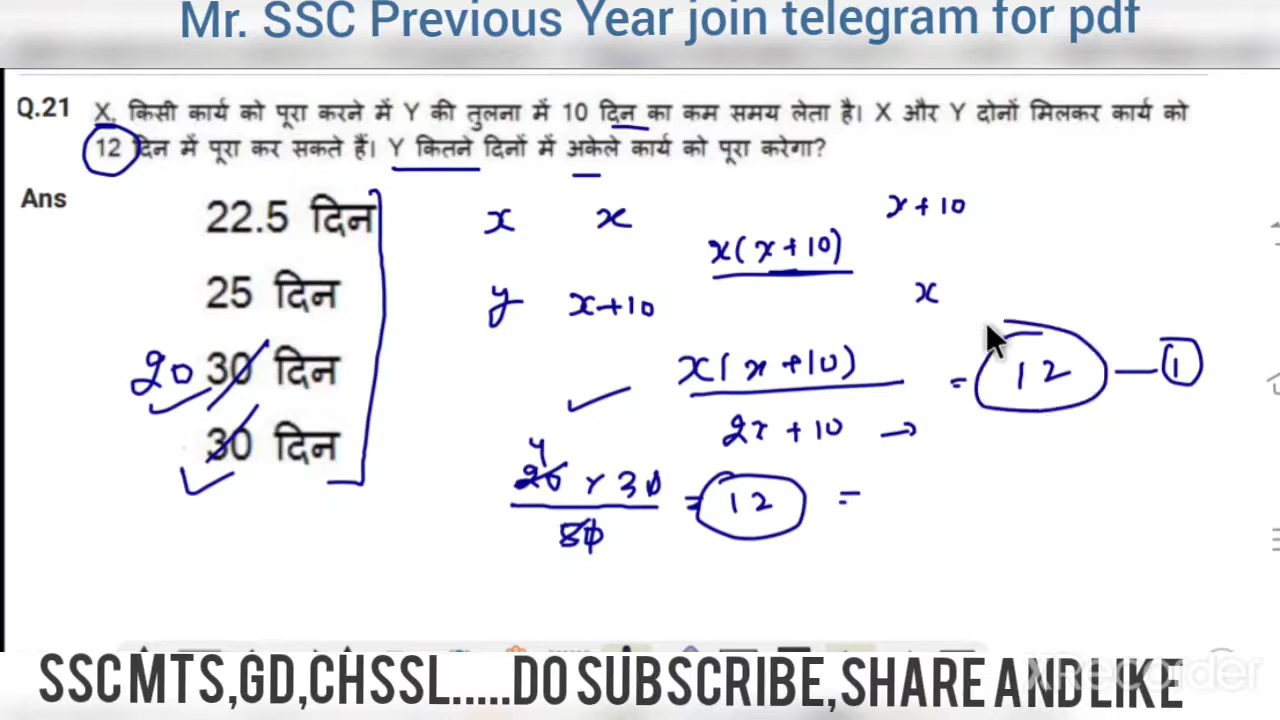 Mr. SSC Previous Year join telegram for pdf
Q.21 X, किसी कार्य को पूरा करने में Y की तुलना में 10 दिन का कम समय लेता है। X और Y दोनों मिलकर कार्य को
12 दिन में पूरा कर सकते हैं। Y कितने दिनों में अकेले कार्य को पूरा करेगा?
Ans
22.5 दिन
25 दिन
20 30 दिन
30 दिन
x x
y x+10
x(x+10)
x+10
x
x(x+10)
2x+10 →
= 12 — 1
4
20 × 30
50
= 12 =
SSC MTS,GD,CHSSL.....DO SUBSCRIBE,SHARE AND LIKE
XRecorder